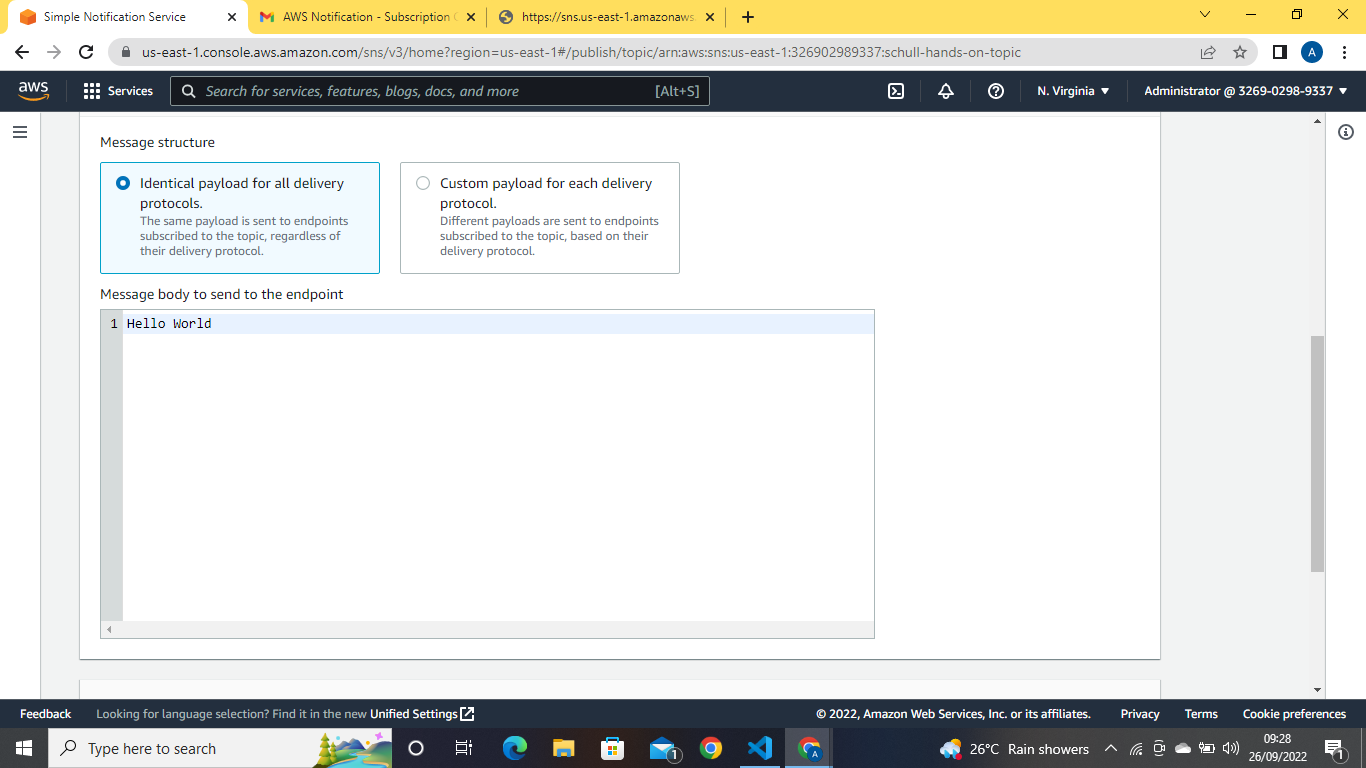 Simple Notification Service
AWS Notification - Subscription
https://sns.us-east-1.amazonaws.
us-east-1.console.aws.amazon.com/sns/v3/home?region=us-east-1#/publish/topic/arn:aws:sns:us-east-1:326902989337:schull-hands-on-topic
A
aws
Services
Search for services, features, blogs, docs, and more
[Alt+S]
N. Virginia
Administrator @ 3269-0298-9337
Message structure
Identical payload for all delivery
protocols.
The same payload is sent to endpoints
subscribed to the topic, regardless of
their delivery protocol.
Custom payload for each delivery
protocol.
Different payloads are sent to endpoints
subscribed to the topic, based on their
delivery protocol.
Message body to send to the endpoint
1 Hello World
Feedback
Looking for language selection? Find it in the new Unified Settings
© 2022, Amazon Web Services, Inc. or its affiliates.
Privacy
Terms
Cookie preferences
Type here to search
1
A
26°C Rain showers
09:28
26/09/2022
1